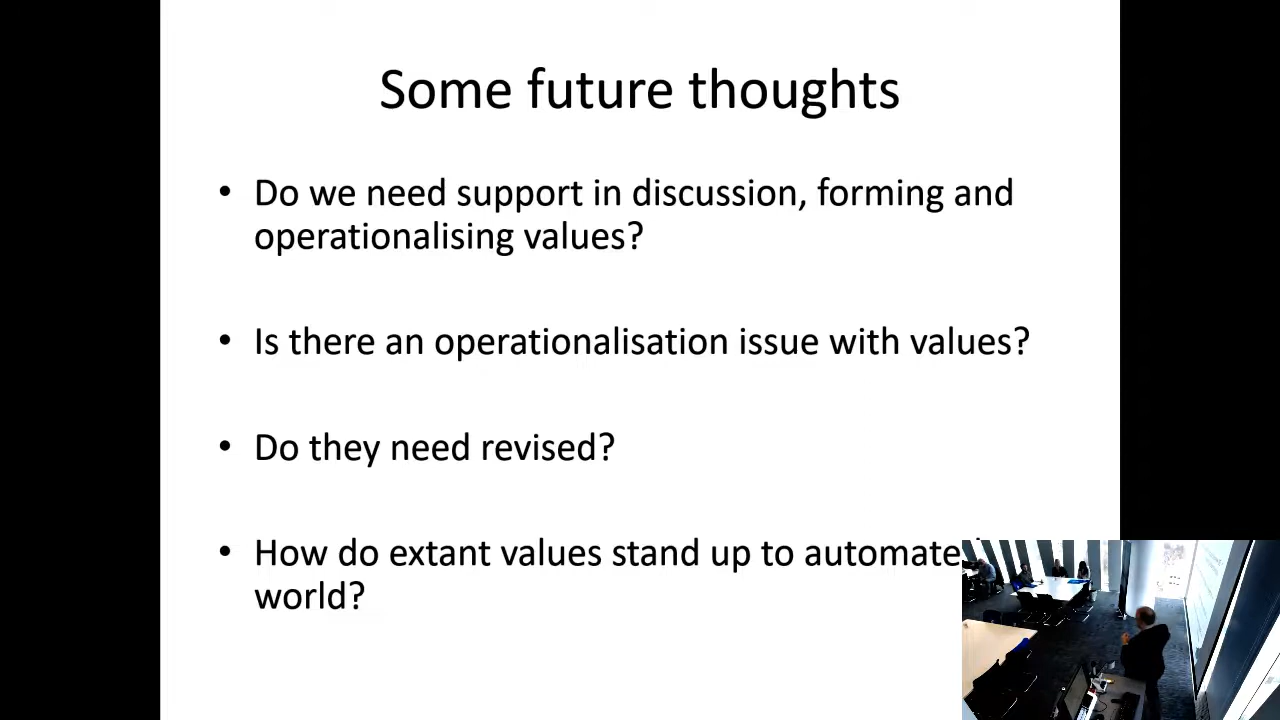 Some future thoughts
• Do we need support in discussion, forming and
operationalising values?
• Is there an operationalisation issue with values?
• Do they need revised?
• How do extant values stand up to automate
world?